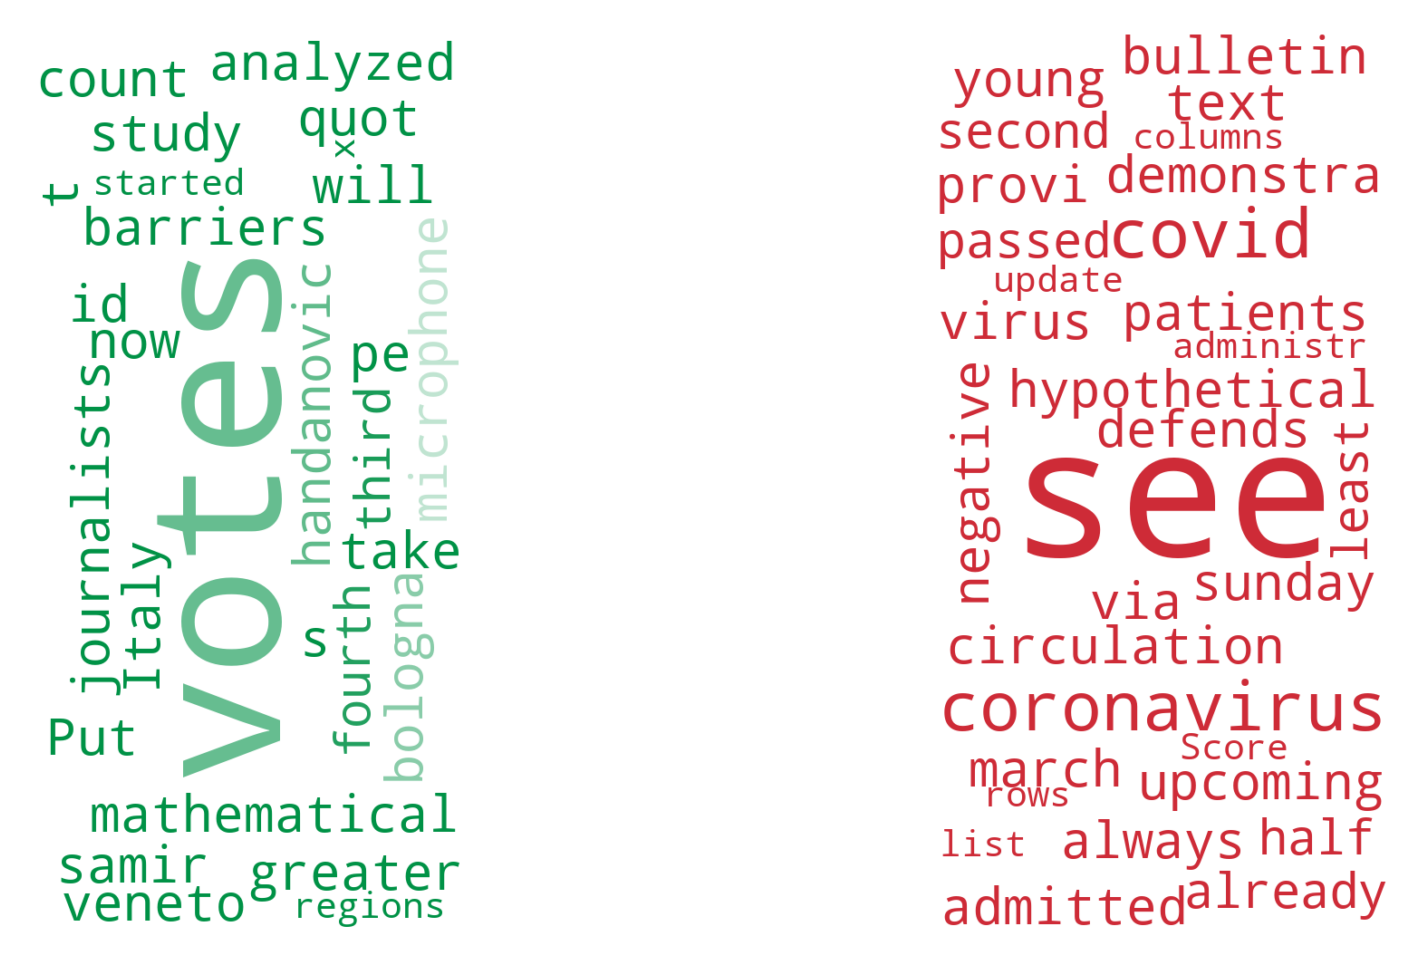 count
analyzed
study
quot
x
t
started
will
barriers
votes
handanovic
microphone
id
now
pe
journalists
third
Italy
take
s
fourth
bologna
Put
mathematical
samir
greater
veneto
regions
young
bulletin
text
second
columns
provi
demonstra
passed
covid
update
virus
patients
administr
negative
hypothetical
defends
see
least
via
sunday
circulation
coronavirus
Score
march
upcoming
rows
list
always
half
admitted
already